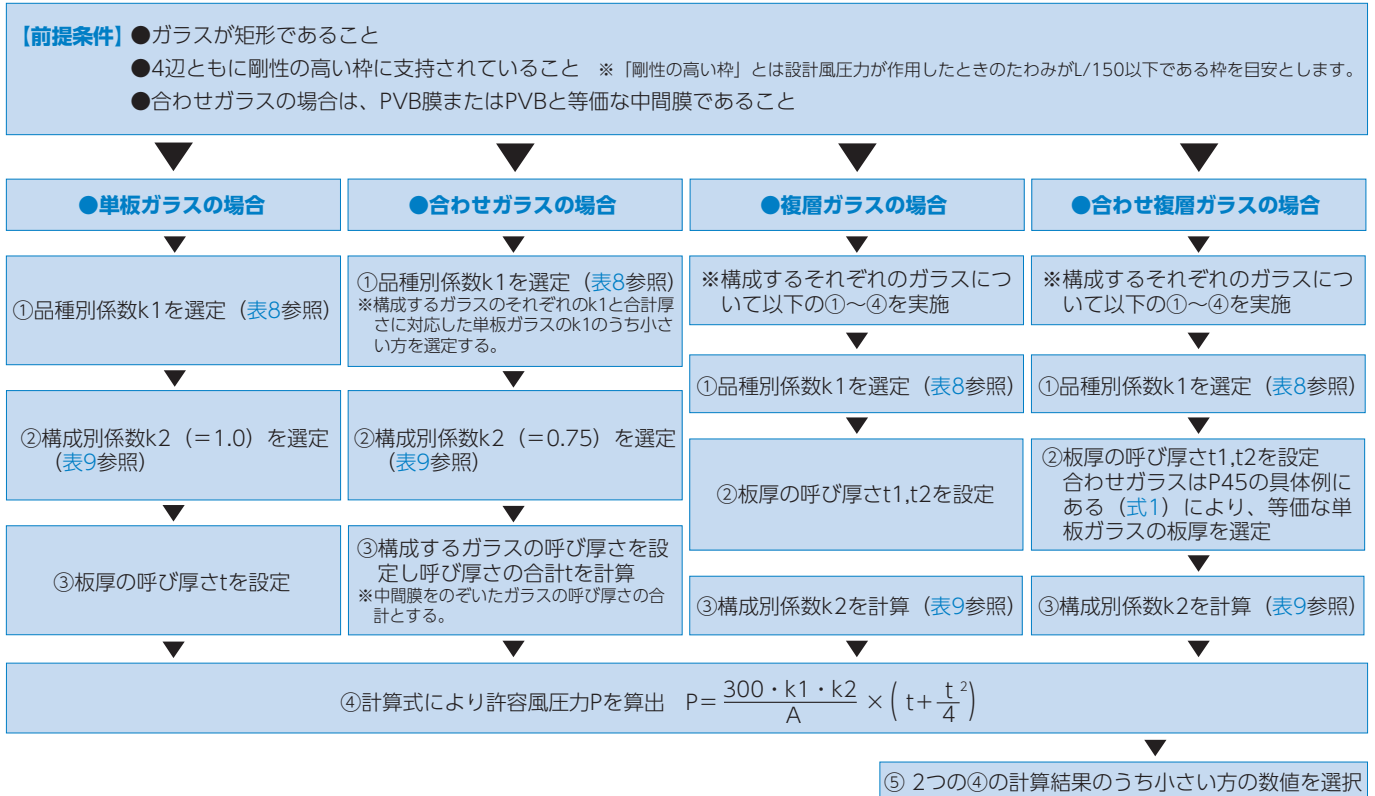 【前提条件】●ガラスが矩形であること
●4辺ともに剛性の高い枠に支持されていること ※「剛性の高い枠」とは設計風圧力が作用したときのたわみがL/150以下である枠を目安とします。
●合わせガラスの場合は、PVB膜またはPVBと等価な中間膜であること
●単板ガラスの場合
①品種別係数k1を選定（表8参照）
②構成別係数k2（＝1.0）を選定
（表9参照）
③板厚の呼び厚さtを設定
●合わせガラスの場合
①品種別係数k1を選定（表8参照）
※構成するガラスのそれぞれのk1と合計厚
さに対応した単板ガラスのk1のうち小さ
い方を選定する。
②構成別係数k2（＝0.75）を選定
（表9参照）
③構成するガラスの呼び厚さを設
定し呼び厚さの合計tを計算
※中間膜をのぞいたガラスの呼び厚さの合
計とする。
●複層ガラスの場合
※構成するそれぞれのガラスにつ
いて以下の①～④を実施
①品種別係数k1を選定（表8参照）
②板厚の呼び厚さt1,t2を設定
③構成別係数k2を計算（表9参照）
●合わせ複層ガラスの場合
※構成するそれぞれのガラスにつ
いて以下の①～④を実施
①品種別係数k1を選定（表8参照）
②板厚の呼び厚さt1,t2を設定
合わせガラスはP45の具体例に
ある（式1）により、等価な単
板ガラスの板厚を選定
③構成別係数k2を計算（表9参照）
④計算式により許容風圧力Pを算出 P＝300・k1・k2/A×(t＋t²/4)
⑤ 2つの④の計算結果のうち小さい方の数値を選択